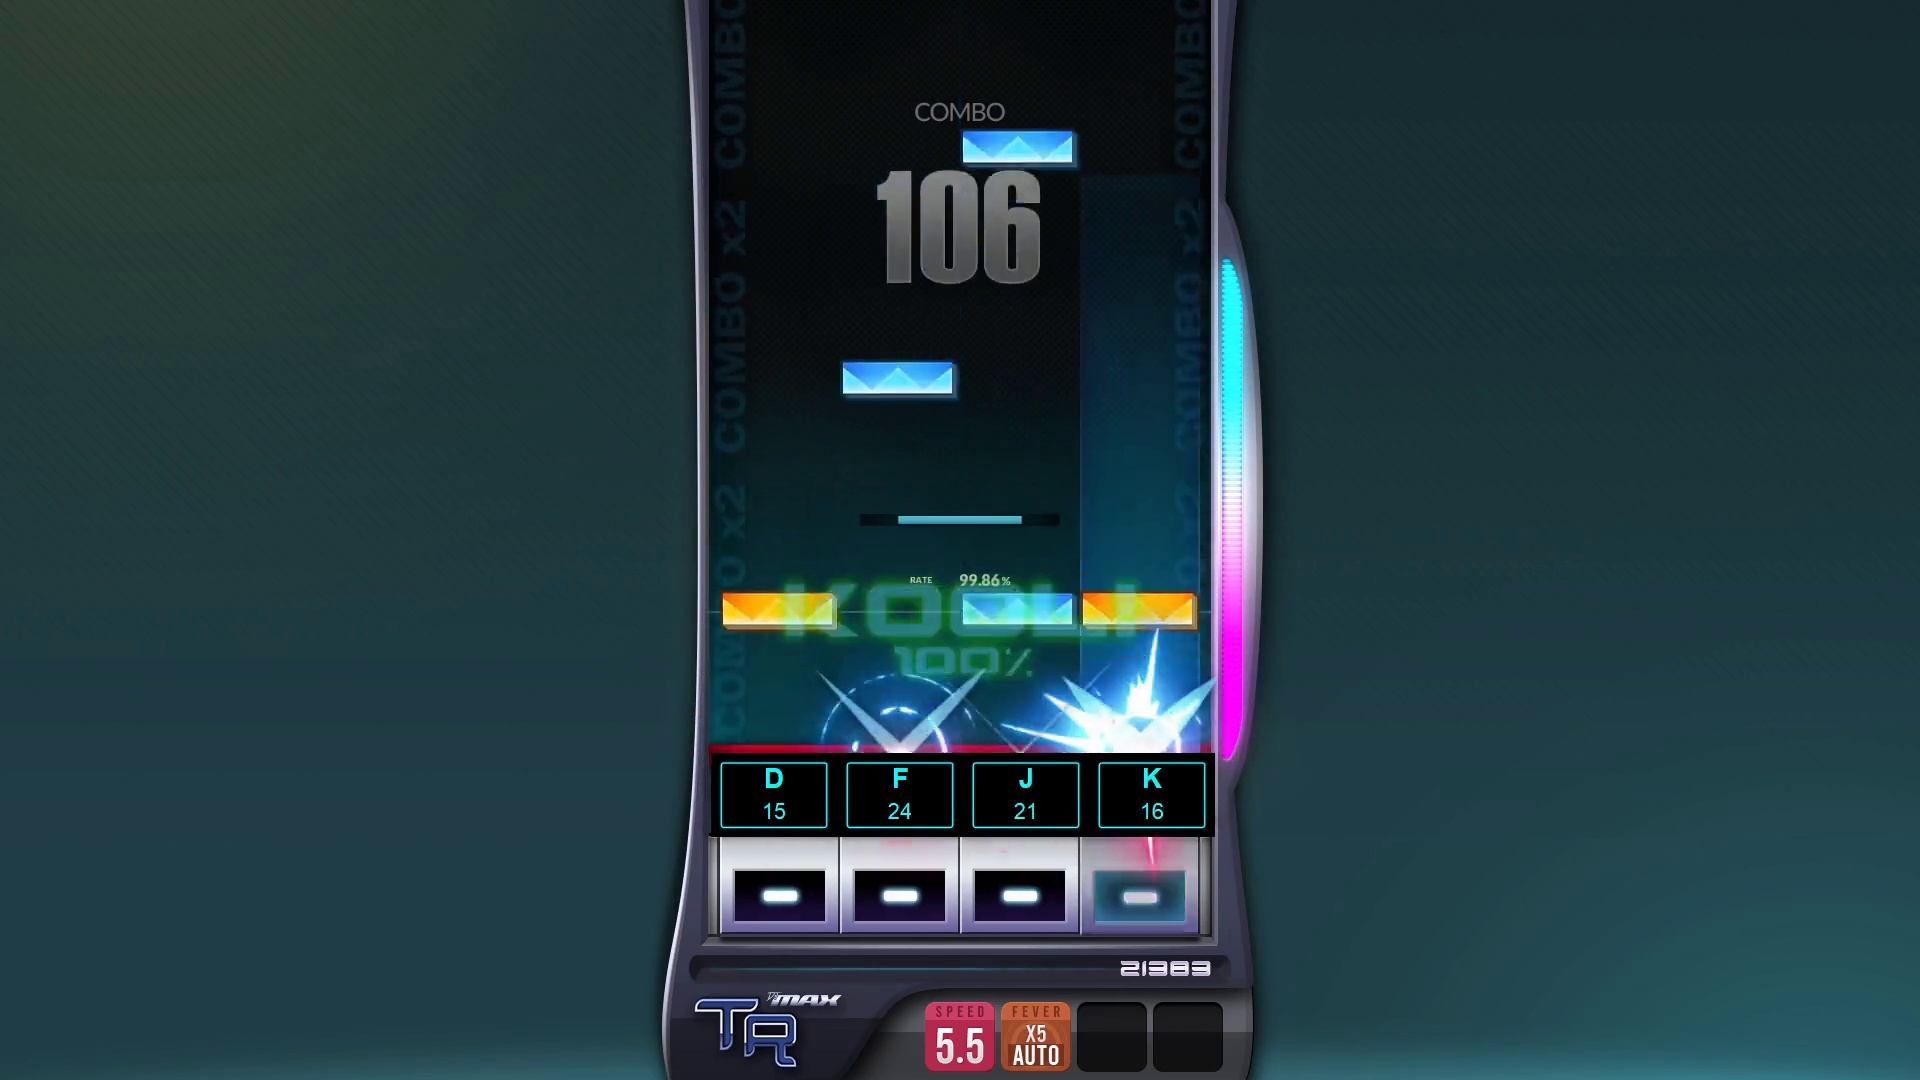 COMBO x2 COMBO x2 COMBO
COMBO x2 COMBO x2 COMBO
COMBO
106
RATE 99.86%
KOOL!
100%
D F J K
15 24 21 16
21383
DJMAX
TR
SPEED FEVER
5.5 X5
AUTO